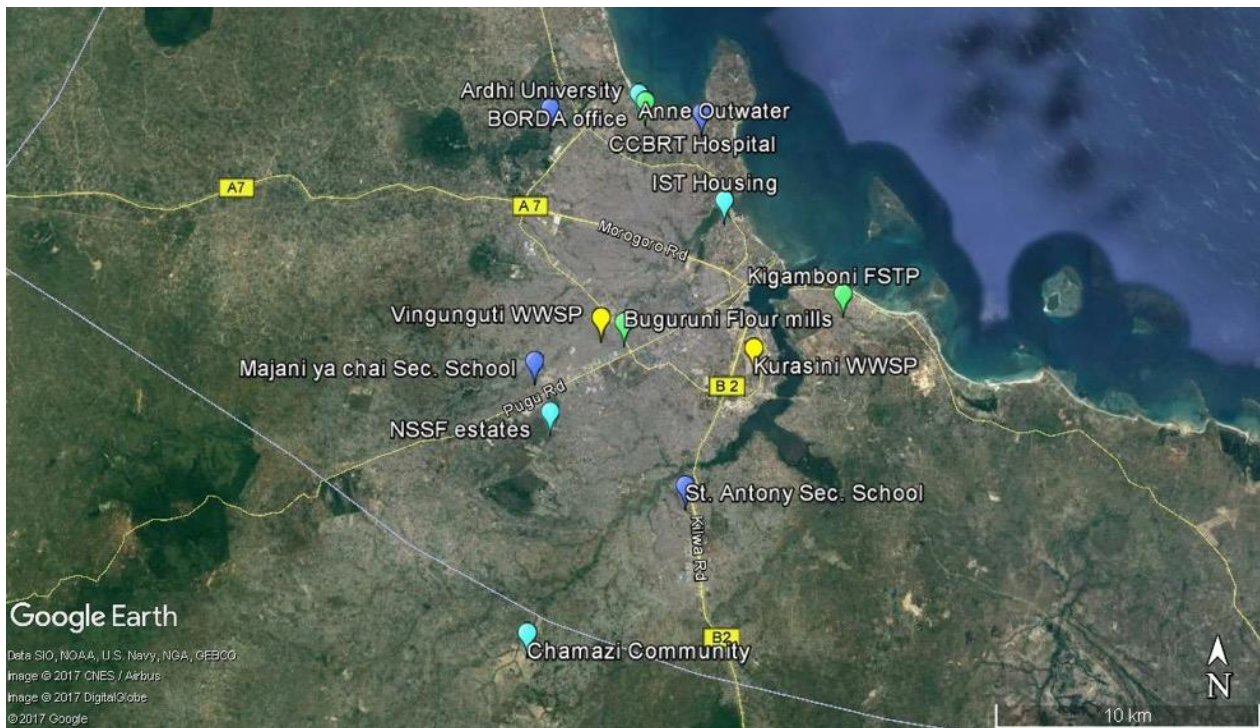 Ardhi University
BORDA office
Anne Outwater
CCBRT Hospital
IST Housing
A7
A 7
Morogoro Rd
Kigamboni FSTP
Vingunguti WWSP
Buguruni Flour mills
Majani ya chai Sec. School
Kurasini WWSP
B 2
Pugu Rd
NSSF estates
St. Antony Sec. School
Kilwa Rd
Google Earth
Chamazi Community
B2
Data SIO, NOAA, U.S. Navy, NGA, GEBCO
Image © 2017 CNES / Airbus
Image © 2017 DigitalGlobe
© 2017 Google
N
10 km